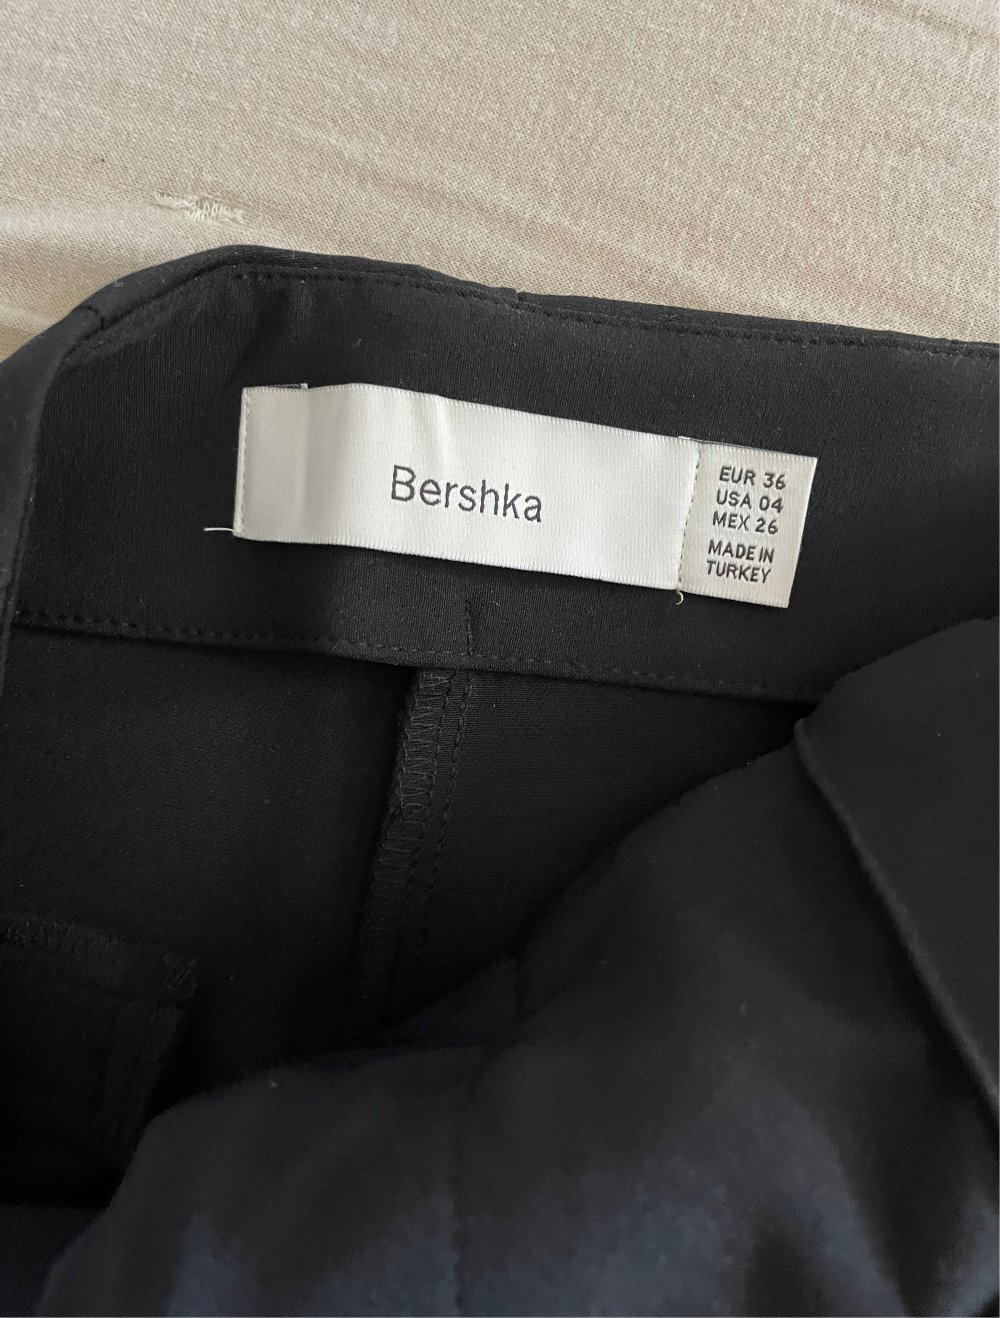 Bershka
EUR 36
USA 04
MEX 26
MADE IN
TURKEY